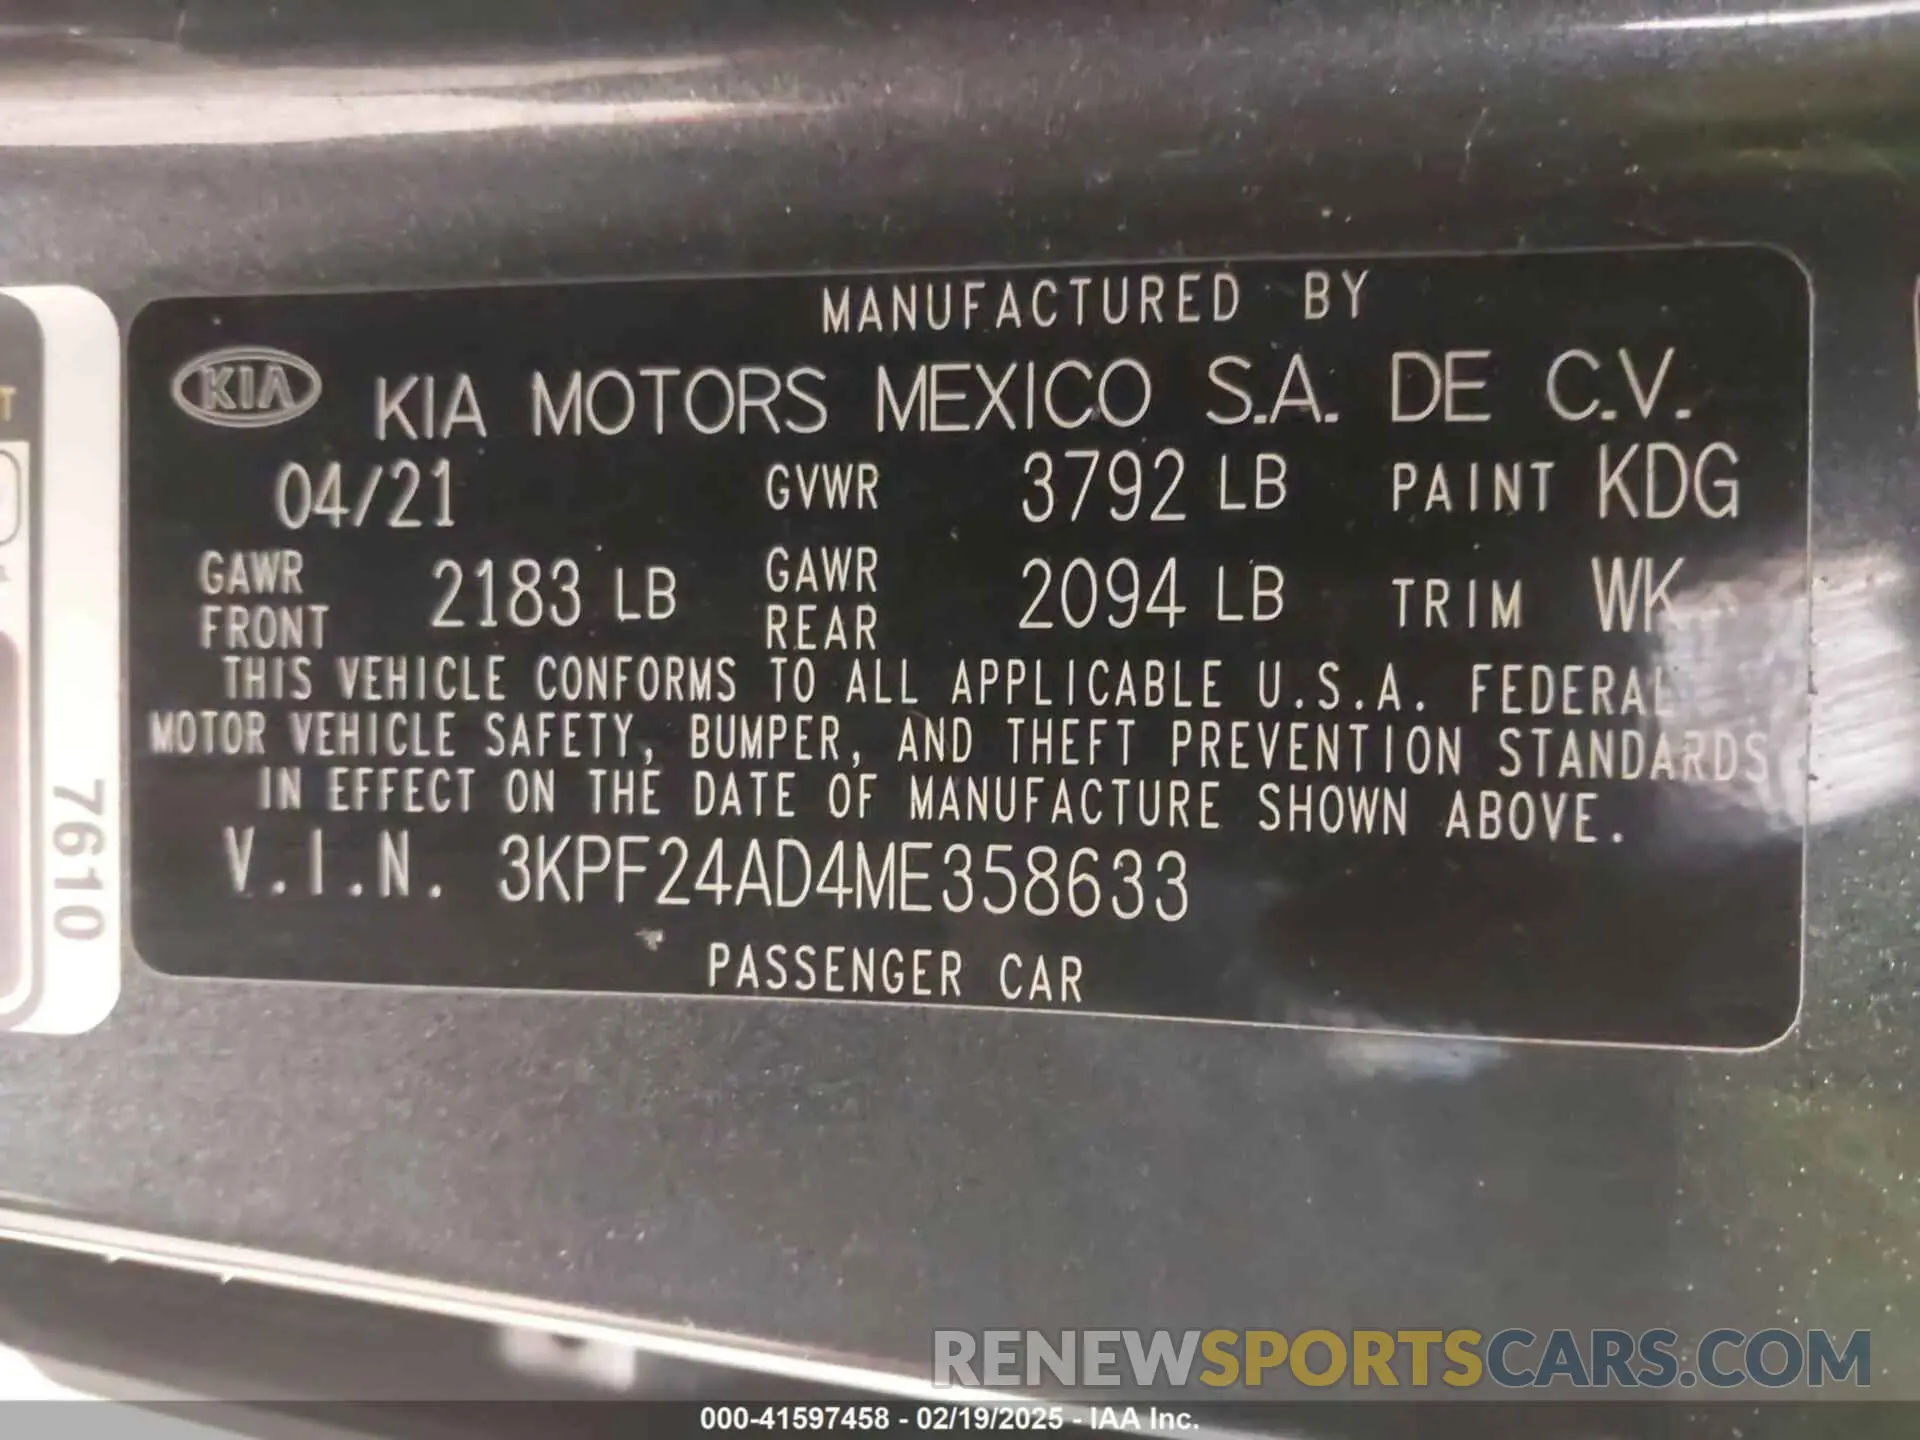 MANUFACTURED BY
KIA KIA MOTORS MEXICO S.A. DE C.V.
04/21 GVWR 3792 LB PAINT KDG
GAWR FRONT 2183 LB GAWR REAR 2094 LB TRIM WK
THIS VEHICLE CONFORMS TO ALL APPLICABLE U.S.A. FEDERAL
MOTOR VEHICLE SAFETY, BUMPER, AND THEFT PREVENTION STANDARDS
IN EFFECT ON THE DATE OF MANUFACTURE SHOWN ABOVE.
V.I.N. 3KPF24AD4ME358633
PASSENGER CAR
7610
RENEWSPORTSCARS.COM
000-41597458 - 02/19/2025 - IAA Inc.